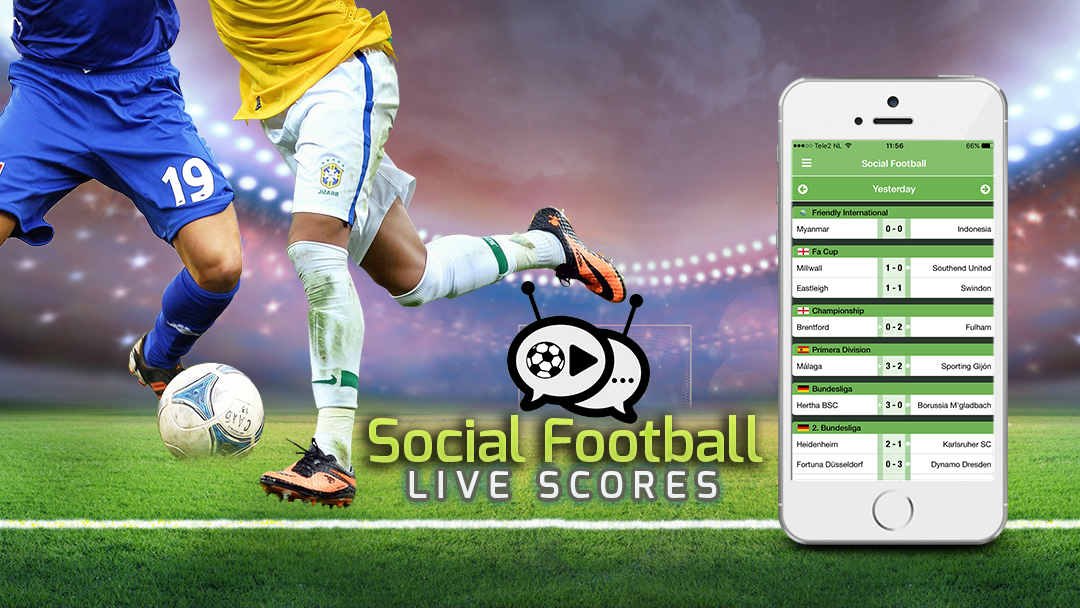 19
BRASIL
CAAG
13
Social Football
LIVE SCORES
Tele2 NL 11:56 66%
Social Football
Yesterday
Friendly International
Myanmar 0 - 0 Indonesia
Fa Cup
Millwall 1 - 0 Southend United
Eastleigh 1 - 1 Swindon
Championship
Brentford 0 - 2 Fulham
Primera Division
Málaga 3 - 2 Sporting Gijón
Bundesliga
Hertha BSC 3 - 0 Borussia M'gladbach
2. Bundesliga
Heidenheim 2 - 1 Karlsruher SC
Fortuna Düsseldorf 0 - 3 Dynamo Dresden